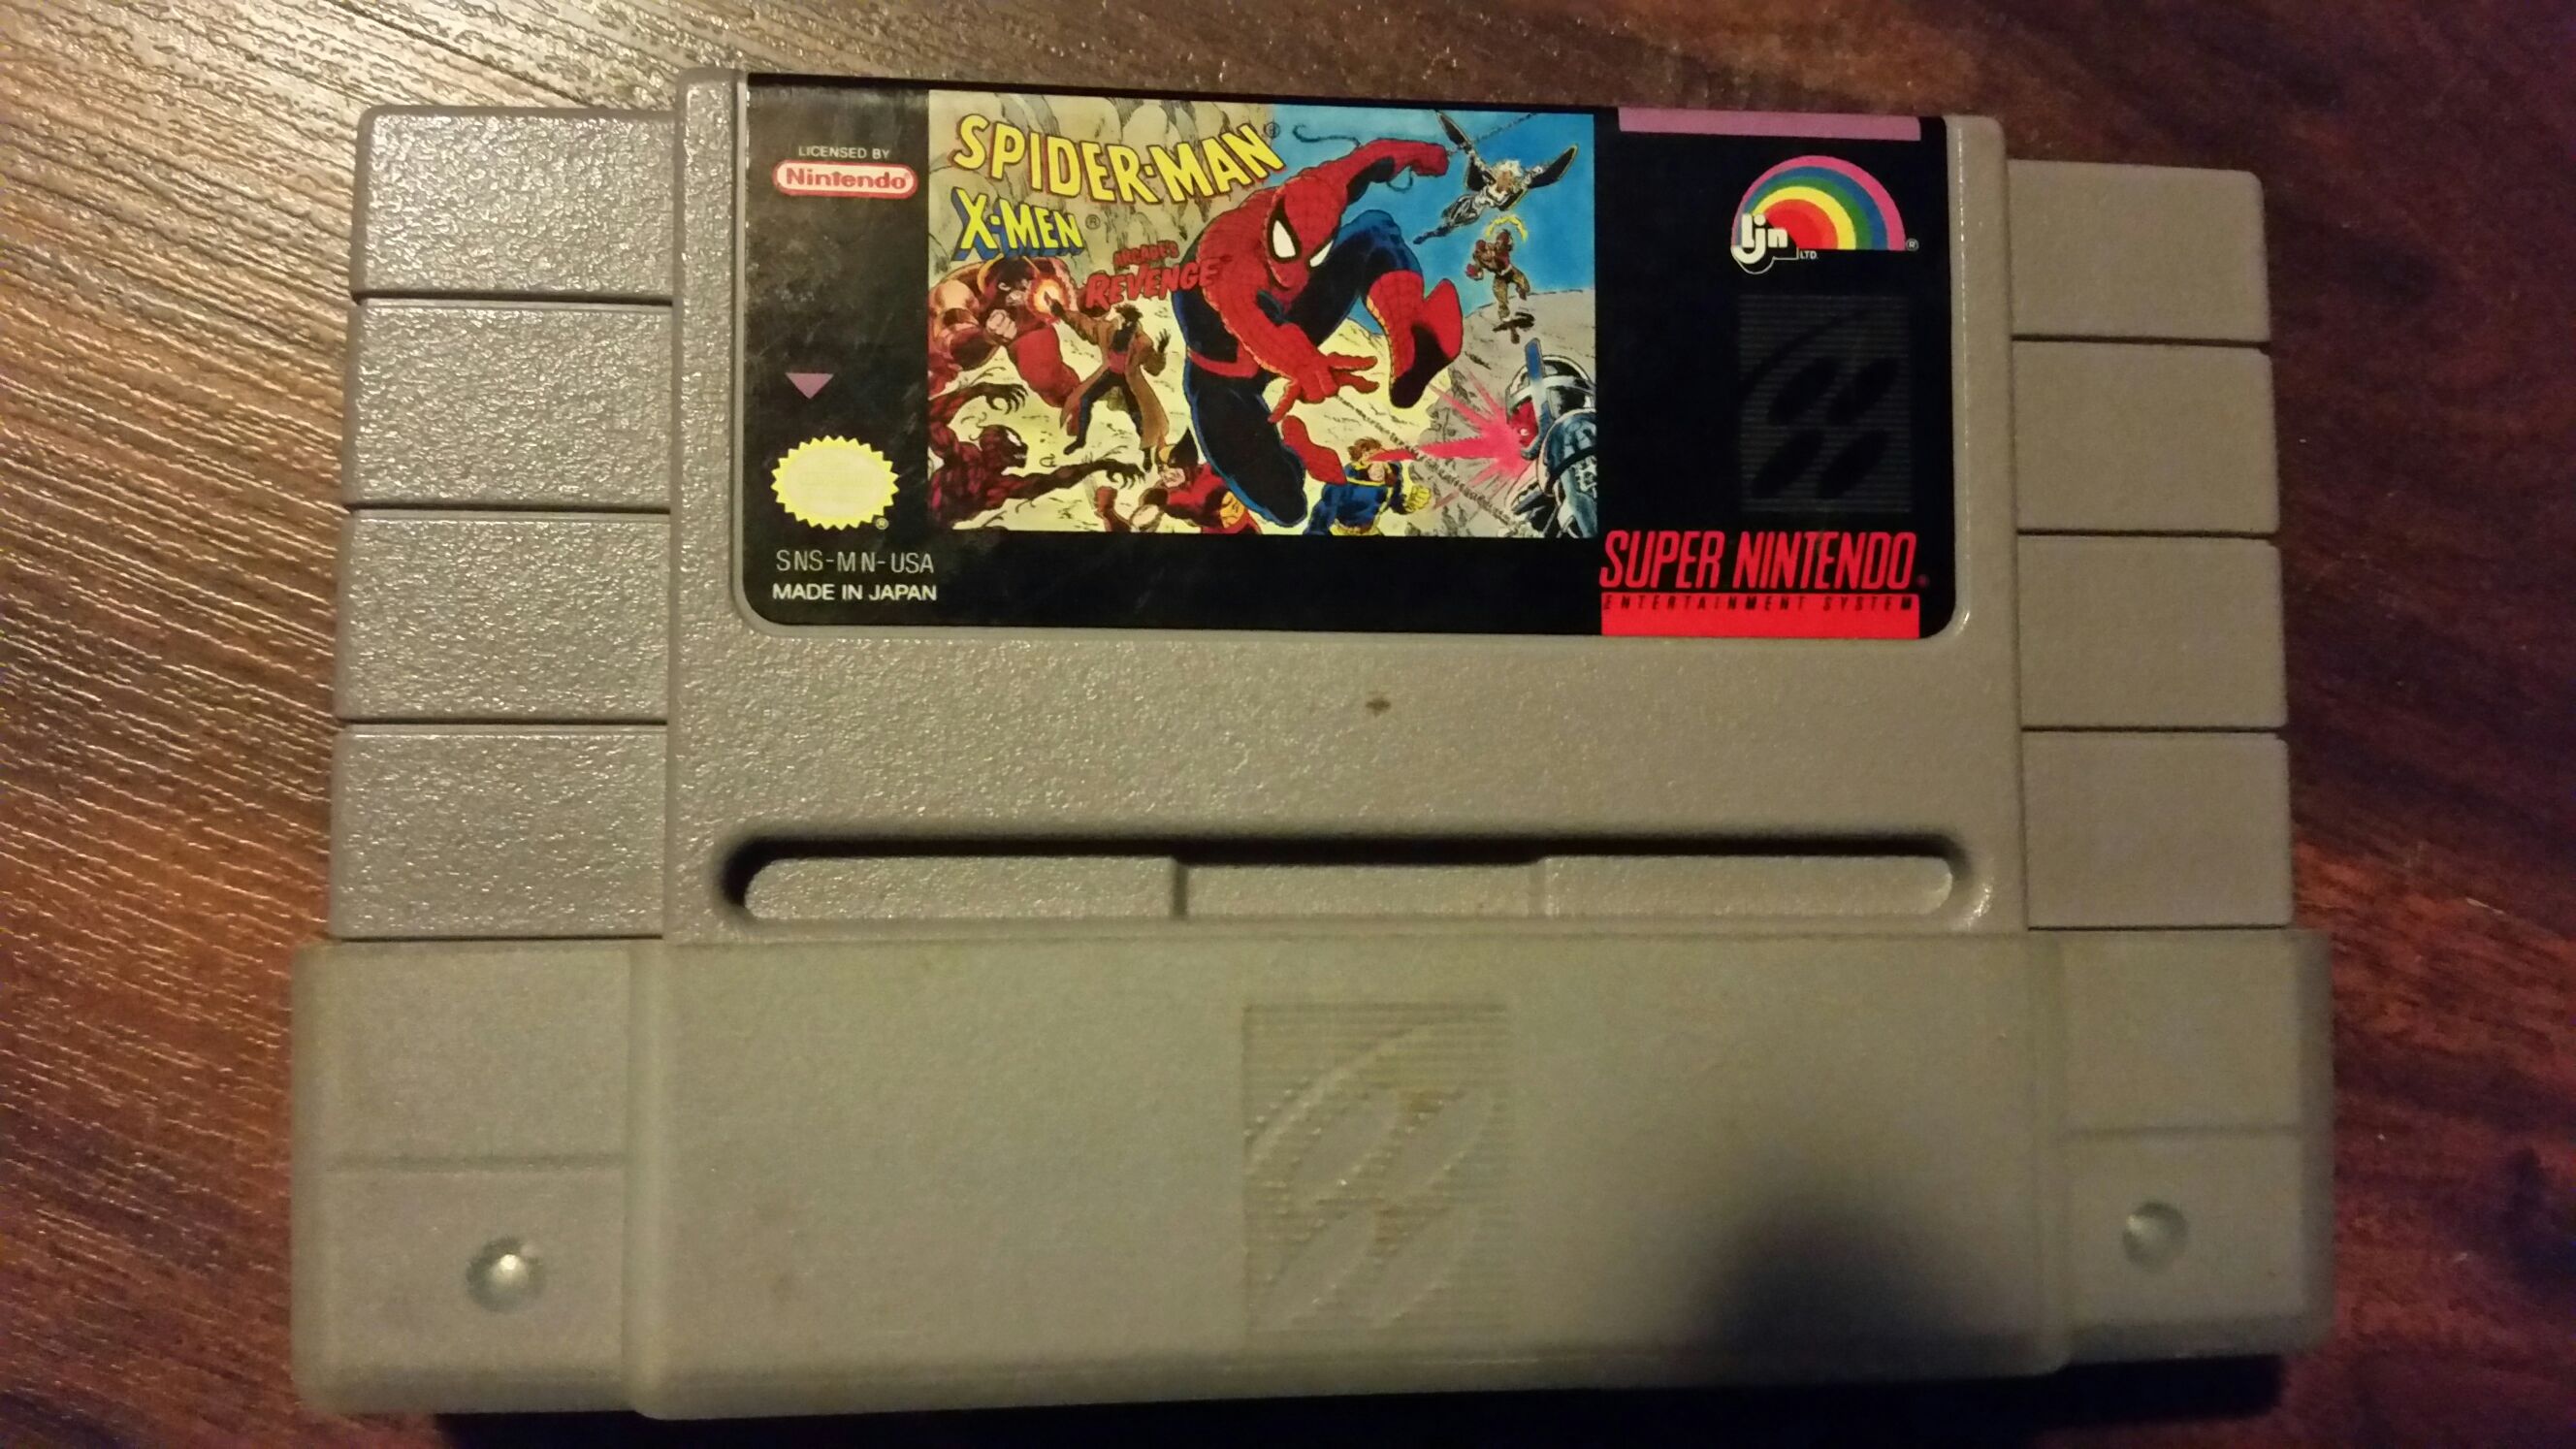 LICENSED BY
Nintendo®
SPIDER-MAN®
X-MEN®
ARCADE'S
REVENGE™
ljn
LTD.
®
®
SNS-MN-USA
MADE IN JAPAN
SUPER NINTENDO®
ENTERTAINMENT SYSTEM